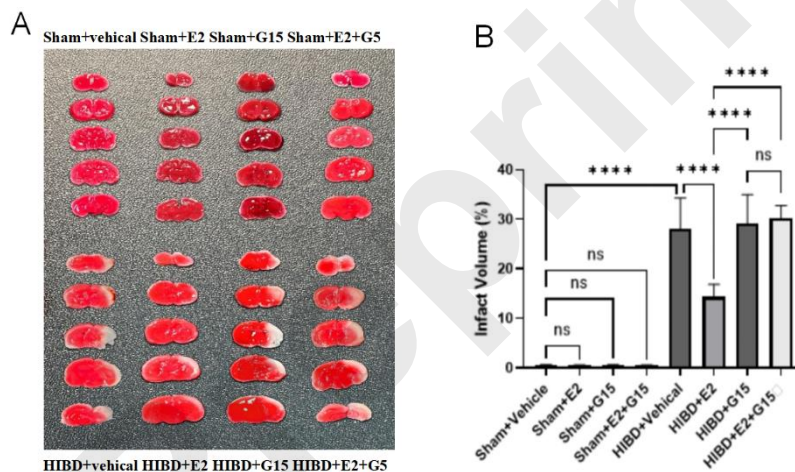 A
Sham+vehical Sham+E2 Sham+G15 Sham+E2+G5
HIBD+vehical HIBD+E2 HIBD+G15 HIBD+E2+G5
B
****
****
**** ****
ns
ns
ns
ns
Infact Volume (%)
40
30
20
10
0
Sham+Vehicle
Sham+E2
Sham+G15
Sham+E2+G15
HIBD+Vehical
HIBD+E2
HIBD+G15
HIBD+E2+G15